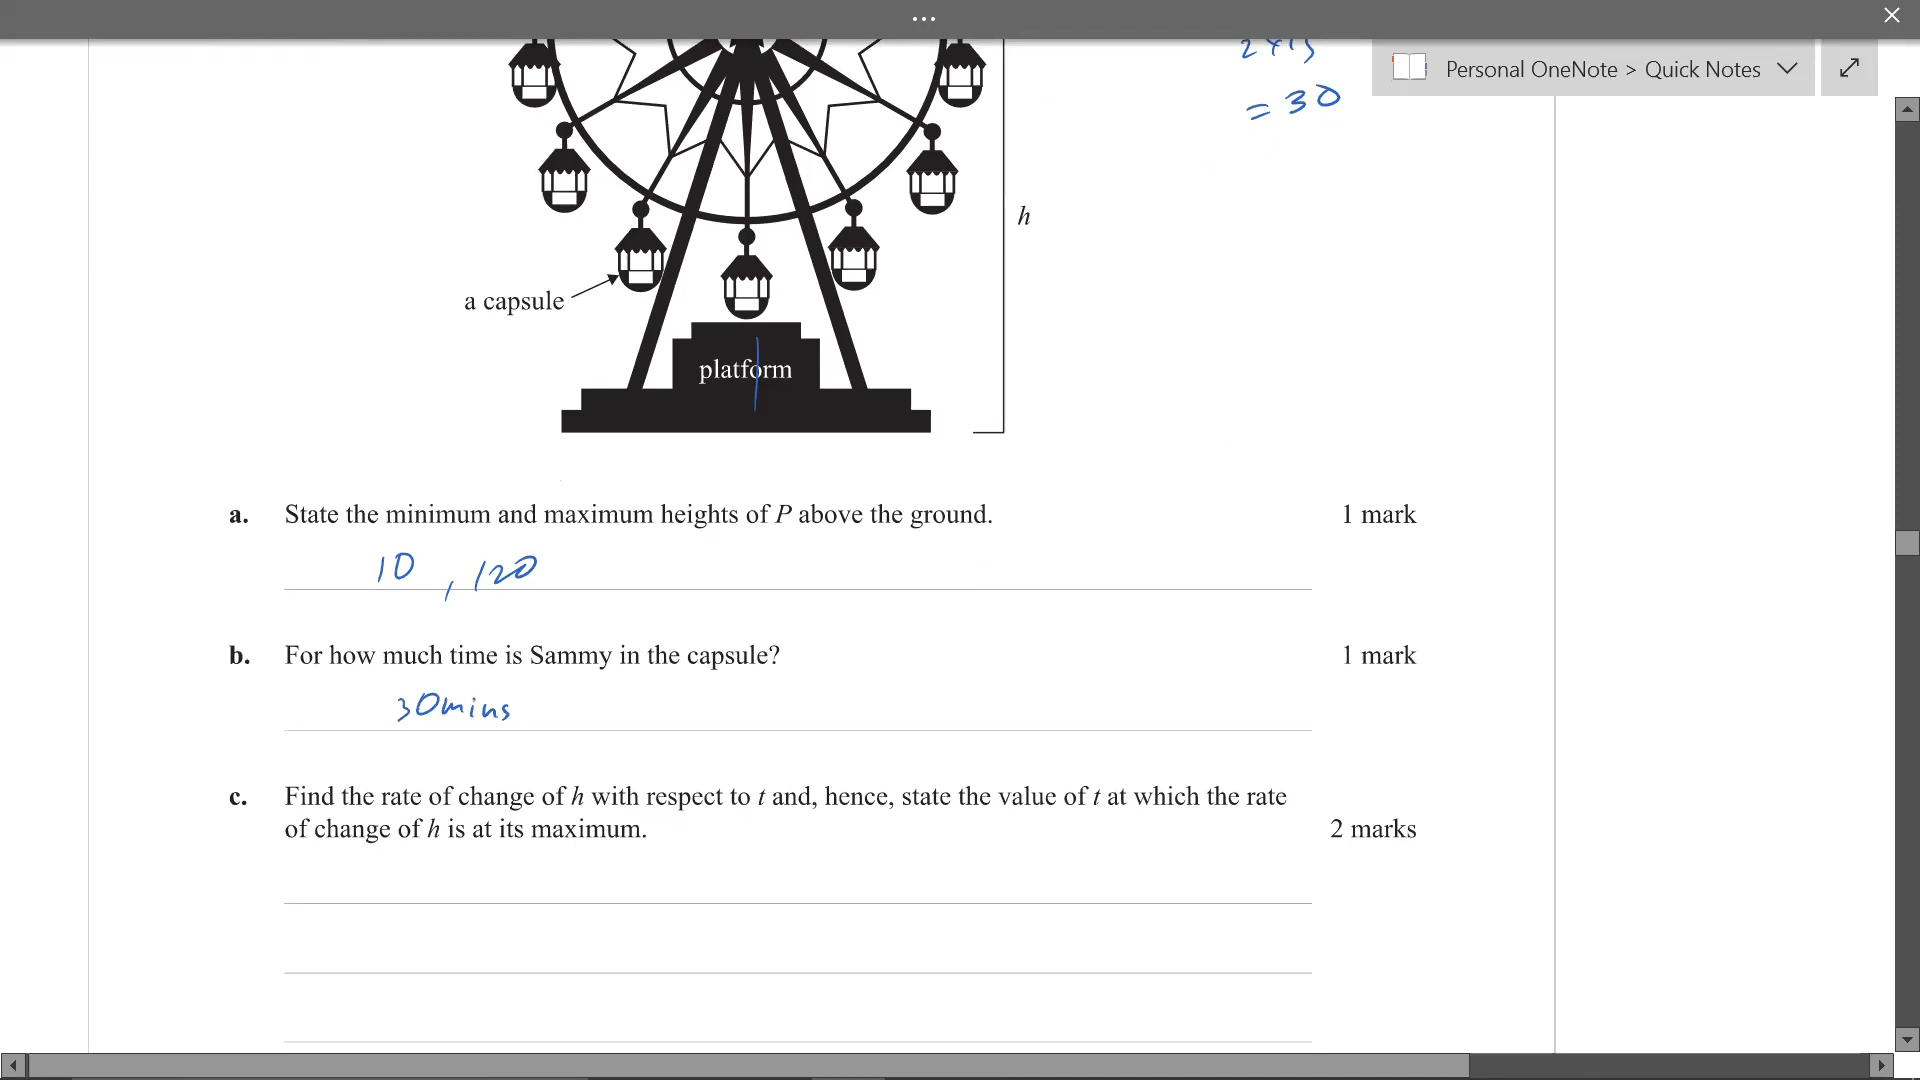 Personal OneNote > Quick Notes
= 30
h
a capsule
platform
a. State the minimum and maximum heights of P above the ground. 1 mark
10 , 120
b. For how much time is Sammy in the capsule? 1 mark
30mins
c. Find the rate of change of h with respect to t and, hence, state the value of t at which the rate
of change of h is at its maximum. 2 marks